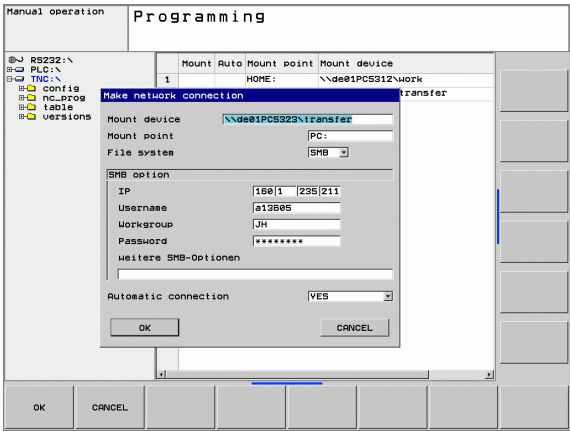 Manual operation
Programming
RS232:\
PLC:\
TNC:\
config
nc_prog
table
versions
Mount Auto Mount point Mount device
1 HOME: \\de01PC5312\work
transfer
Make network connection
Mount device \\de01PC5323\transfer
Mount point PC:
File system SMB
SMB option
IP 160 1 235 211
Username a13605
Workgroup JH
Password ********
weitere SMB-Optionen
Automatic connection YES
OK CANCEL
OK CANCEL